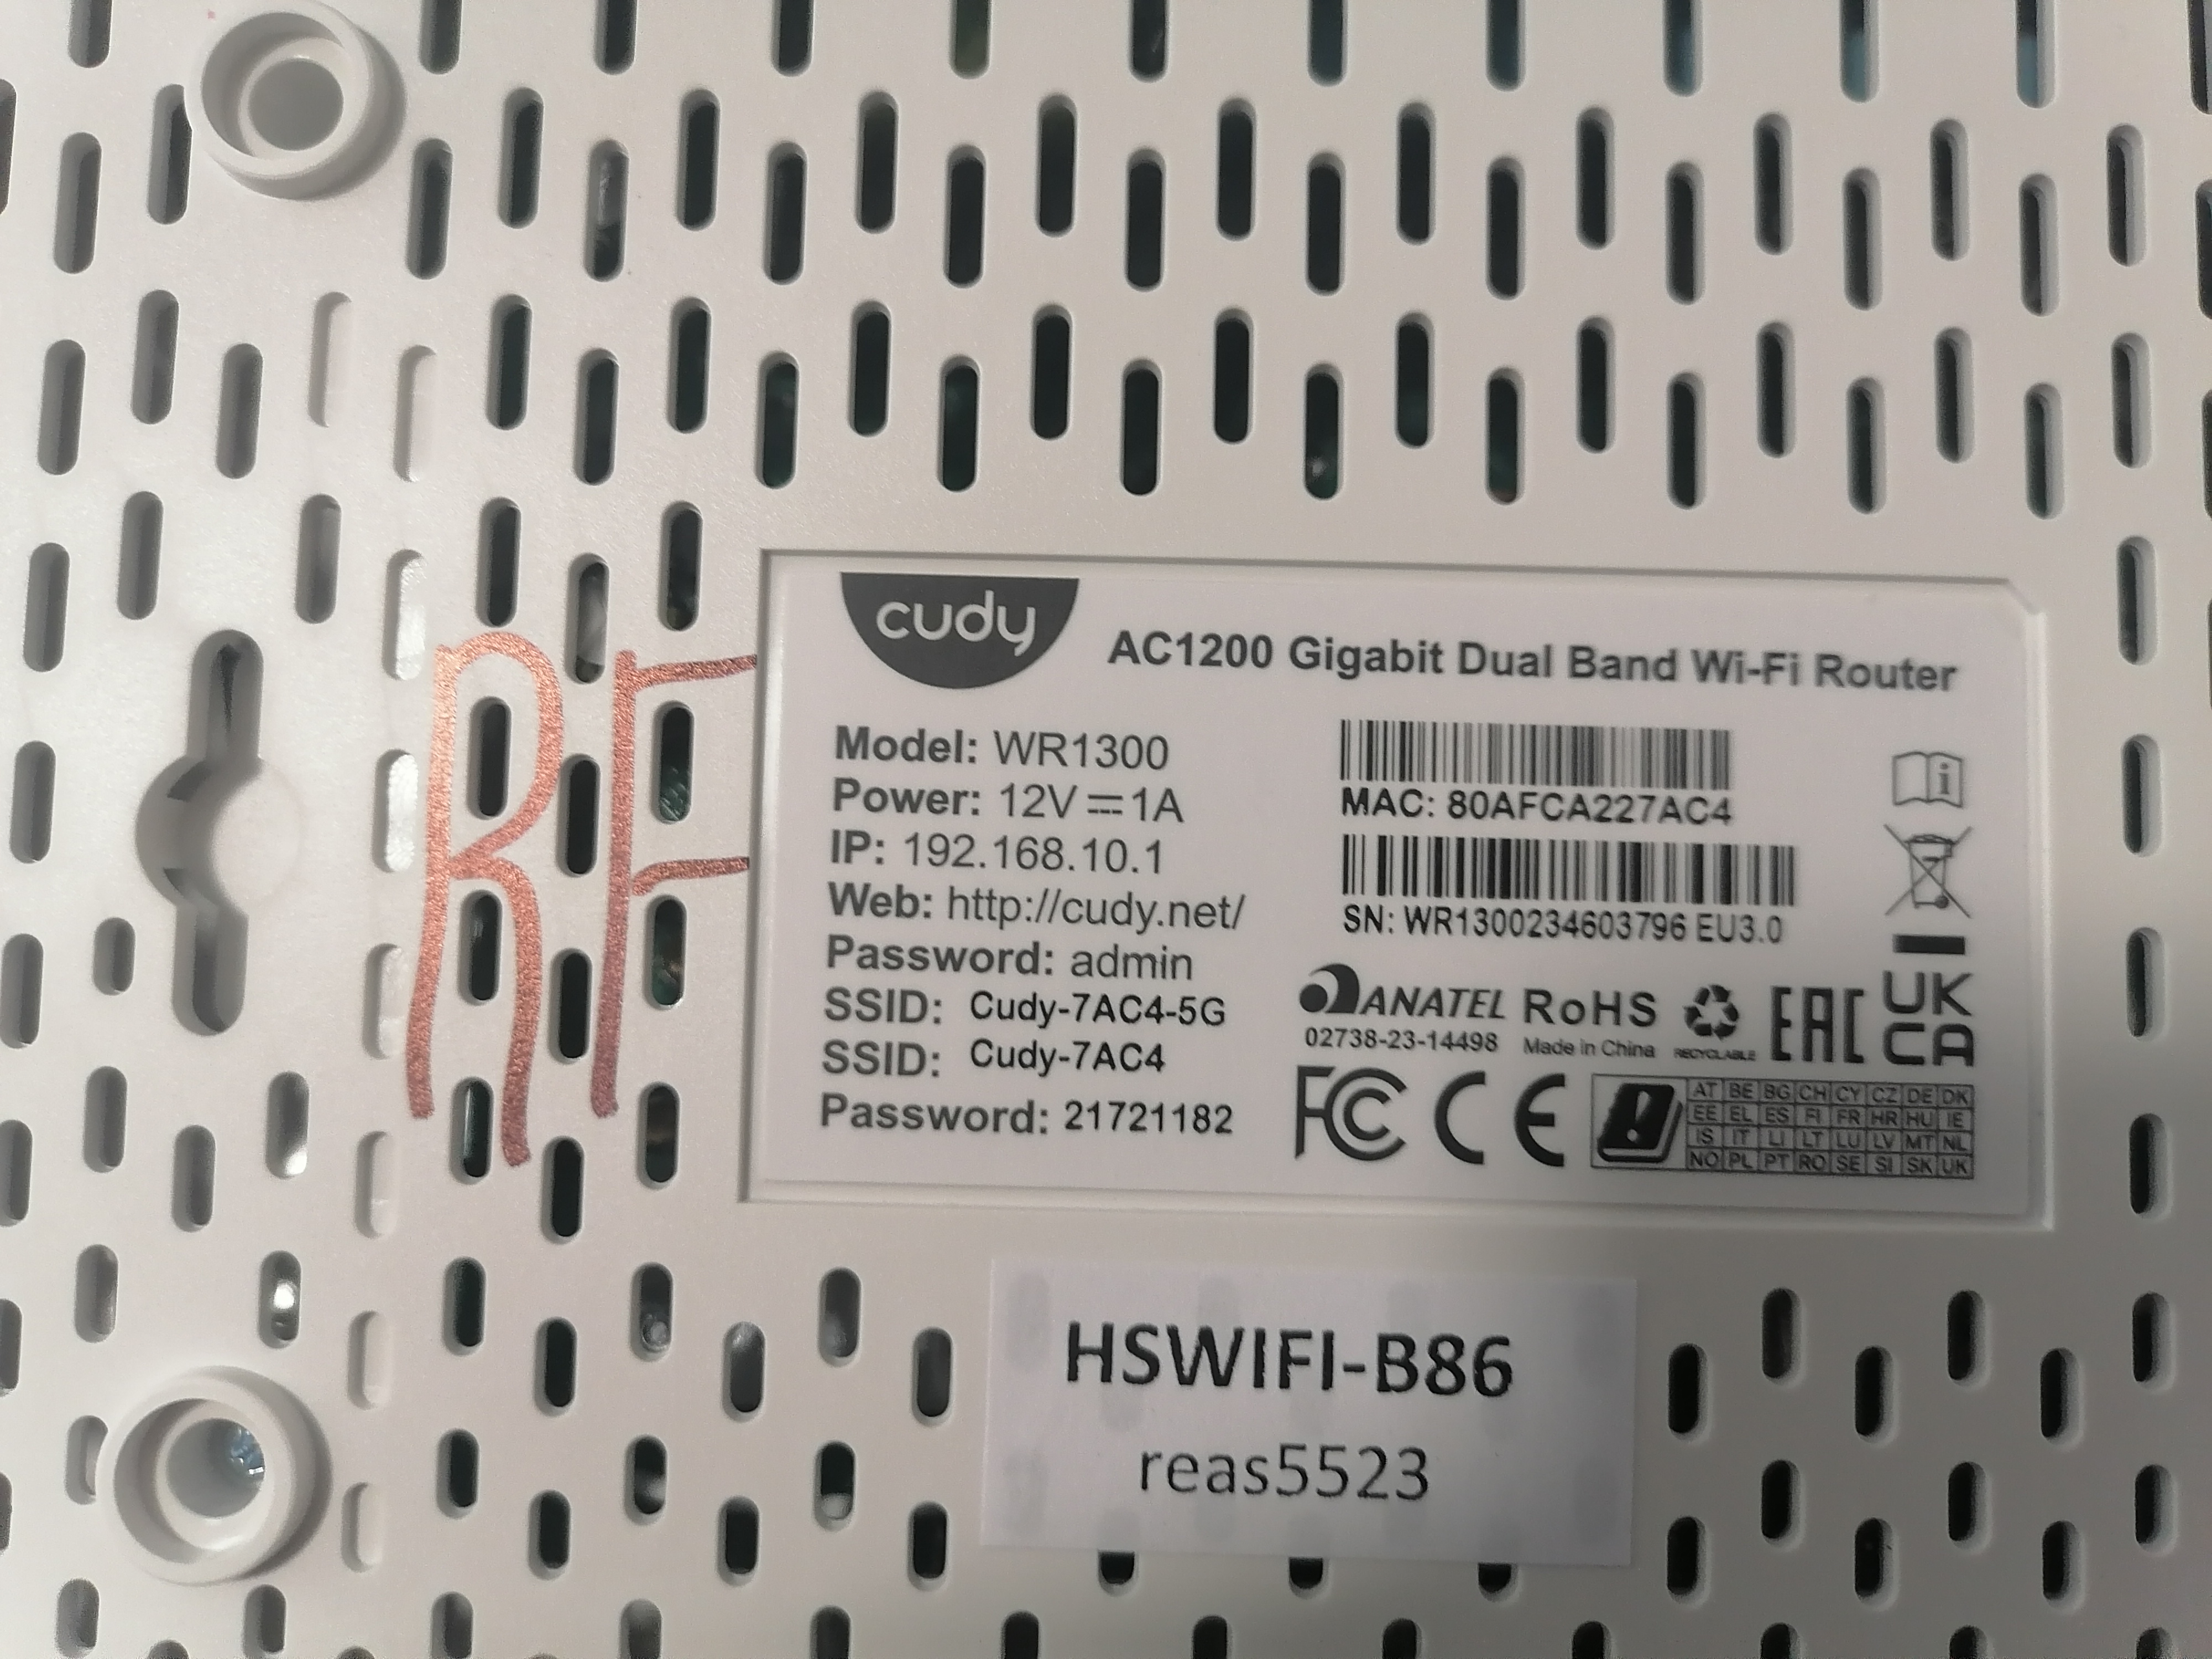 RF
cudy
AC1200 Gigabit Dual Band Wi-Fi Router
Model: WR1300
Power: 12V⎓1A
IP: 192.168.10.1
Web: http://cudy.net/
Password: admin
SSID: Cudy-7AC4-5G
SSID: Cudy-7AC4
Password: 21721182
MAC: 80AFCA227AC4
SN: WR1300234603796 EU3.0
ANATEL RoHS EAC UK CA
02738-23-14498 Made in China RECYCLABLE
FC CE
AT BE BG CH CY CZ DE DK
EE EL ES FI FR HR HU IE
IS IT LI LT LU LV MT NL
NO PL PT RO SE SI SK UK
HSWIFI-B86
reas5523